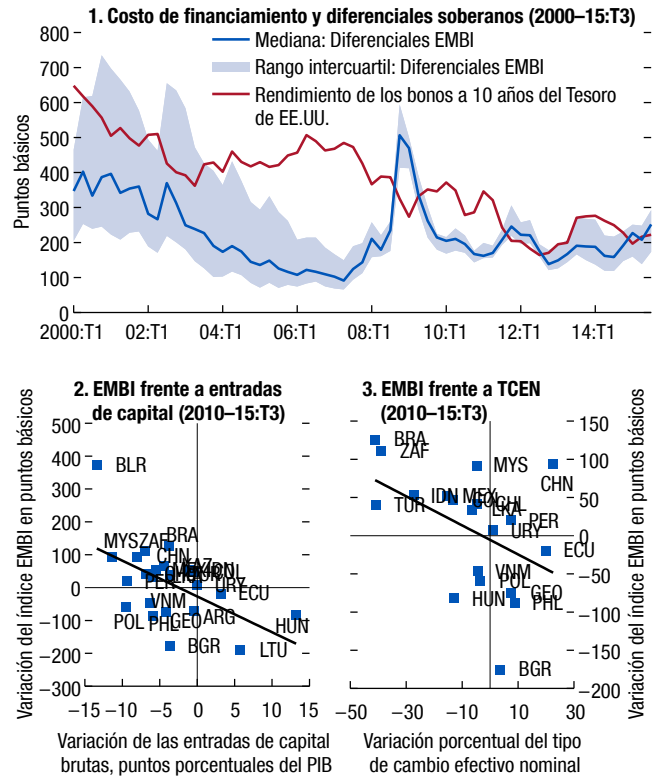 1. Costo de financiamiento y diferenciales soberanos (2000–15:T3)
Mediana: Diferenciales EMBI
Rango intercuartil: Diferenciales EMBI
Rendimiento de los bonos a 10 años del Tesoro
de EE.UU.
Puntos básicos
800
700
600
500
400
300
200
100
0
2000:T1 02:T1 04:T1 06:T1 08:T1 10:T1 12:T1 14:T1
2. EMBI frente a entradas
de capital (2010–15:T3)
Variación del índice EMBI en puntos básicos
500
400
300
200
100
0
−100
−200
−300
BLR
BRA
MYS ZAF
CHN
PER
URY
ECU
VNM
POL PHL GEO ARG
HUN
BGR
LTU
−15 −10 −5 0 5 10 15
Variación de las entradas de capital
brutas, puntos porcentuales del PIB
3. EMBI frente a TCEN
(2010–15:T3)
Variación del índice EMBI en puntos básicos
150
100
50
0
−50
−100
−150
−200
BRA
ZAF
MYS
CHN
IDN MEX CHL
TUR
LKA
PER
URY
ECU
VNM
POL
HUN
GEO
PHL
BGR
−50 −30 −10 10 30
Variación porcentual del tipo
de cambio efectivo nominal